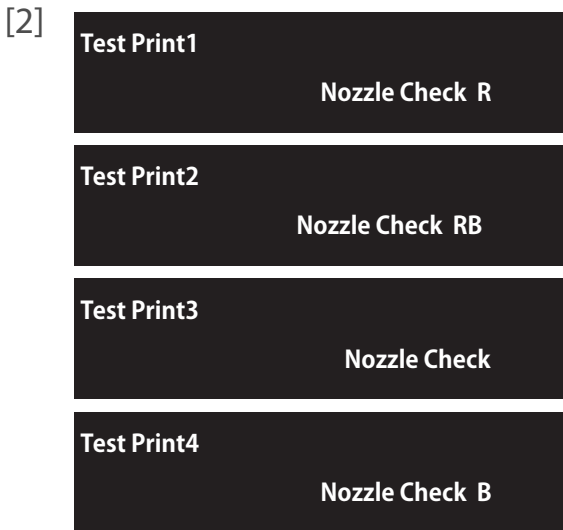 [2]
Test Print1
Nozzle Check R
Test Print2
Nozzle Check RB
Test Print3
Nozzle Check
Test Print4
Nozzle Check B